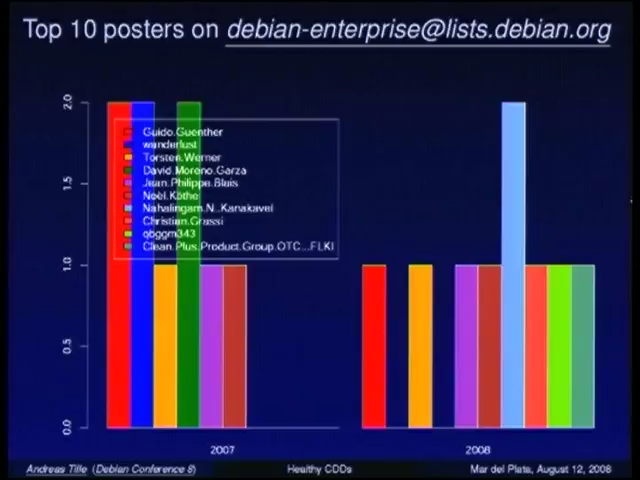 Top 10 posters on debian-enterprise@lists.debian.org
2.0
1.5
1.0
0.5
0.0
Guido.Guenther
wanderlust
Torsten.Werner
David.Moreno.Garza
Jean.Philippe.Blais
Noèl.Köthe
Nahalingam.N..Kanakavel
Christian.Grassi
qbggm343
Clean.Plus.Product.Group.OTC...FLKI
2007
2008
Andreas Tille (Debian Conference 8)
Healthy CDDs
Mar del Plata, August 12, 2008